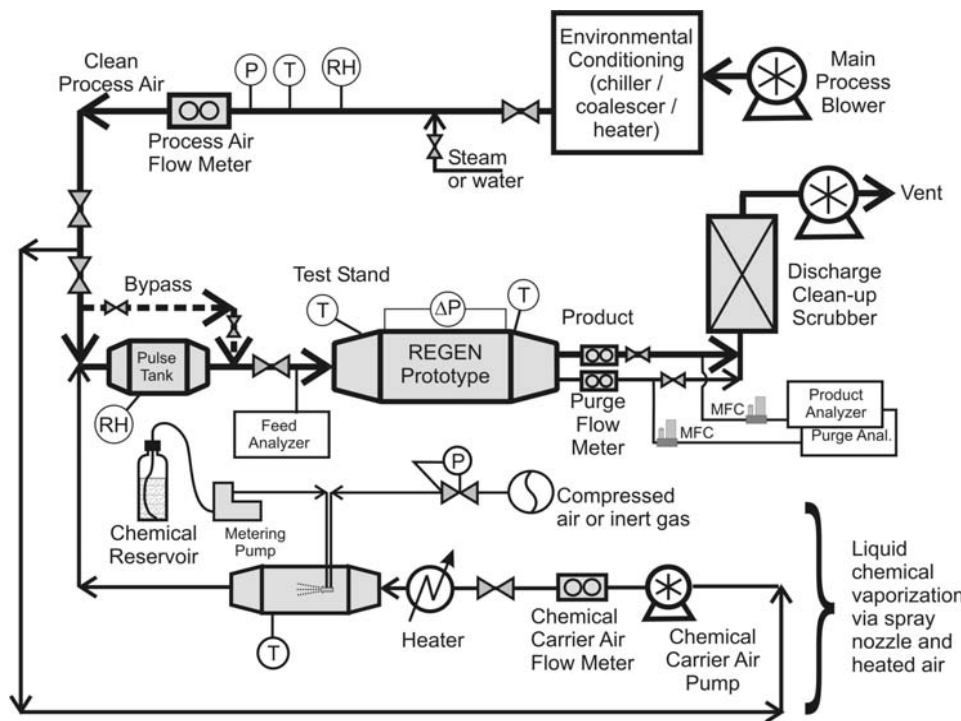 Clean
Process Air
P
T
RH
Process Air
Flow Meter
Steam
or water
Environmental
Conditioning
(chiller /
coalescer /
heater)
Main
Process
Blower
Vent
Discharge
Clean-up
Scrubber
Bypass
Test Stand
T
ΔP
T
Product
Pulse
Tank
RH
REGEN
Prototype
Feed
Analyzer
Purge
Flow
Meter
MFC
MFC
Product
Analyzer
Purge Anal.
Chemical
Reservoir
Metering
Pump
P
Compressed
air or inert gas
T
Heater
Chemical
Carrier Air
Flow Meter
Chemical
Carrier Air
Pump
Liquid
chemical
vaporization
via spray
nozzle and
heated air